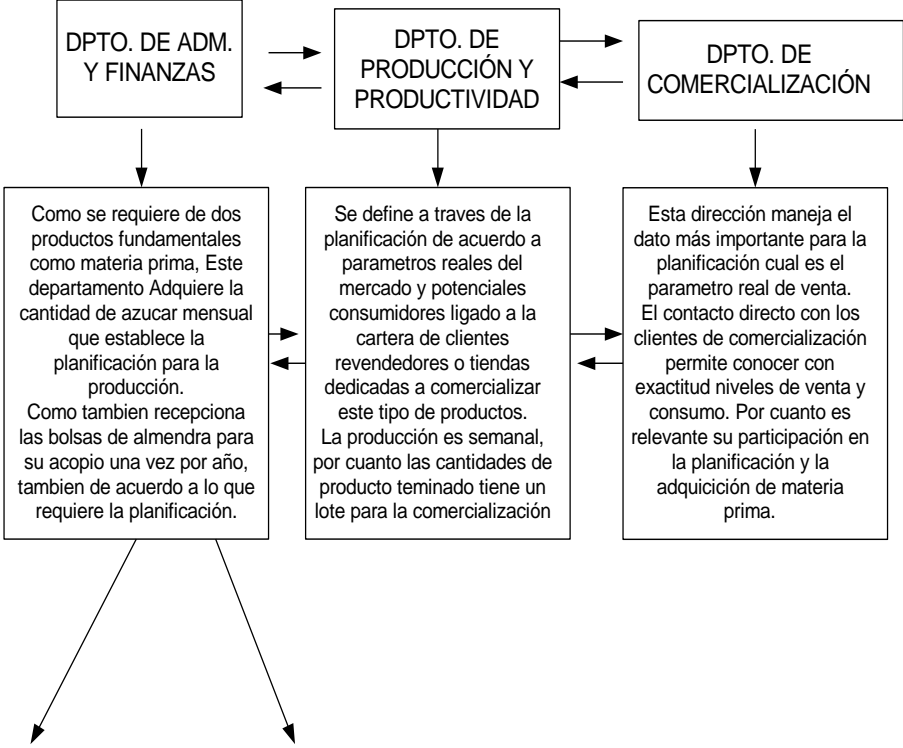 DPTO. DE ADM.
Y FINANZAS
DPTO. DE
PRODUCCIÓN Y
PRODUCTIVIDAD
DPTO. DE
COMERCIALIZACIÓN
Como se requiere de dos
productos fundamentales
como materia prima, Este
departamento Adquiere la
cantidad de azucar mensual
que establece la
planificación para la
producción.
Como tambien recepciona
las bolsas de almendra para
su acopio una vez por año,
tambien de acuerdo a lo que
requiere la planificación.
Se define a traves de la
planificación de acuerdo a
parametros reales del
mercado y potenciales
consumidores ligado a la
cartera de clientes
revendedores o tiendas
dedicadas a comercializar
este tipo de productos.
La producción es semanal,
por cuanto las cantidades de
producto teminado tiene un
lote para la comercialización
Esta dirección maneja el
dato más importante para la
planificación cual es el
parametro real de venta.
El contacto directo con los
clientes de comercialización
permite conocer con
exactitud niveles de venta y
consumo. Por cuanto es
relevante su participación en
la planificación y la
adquicición de materia
prima.